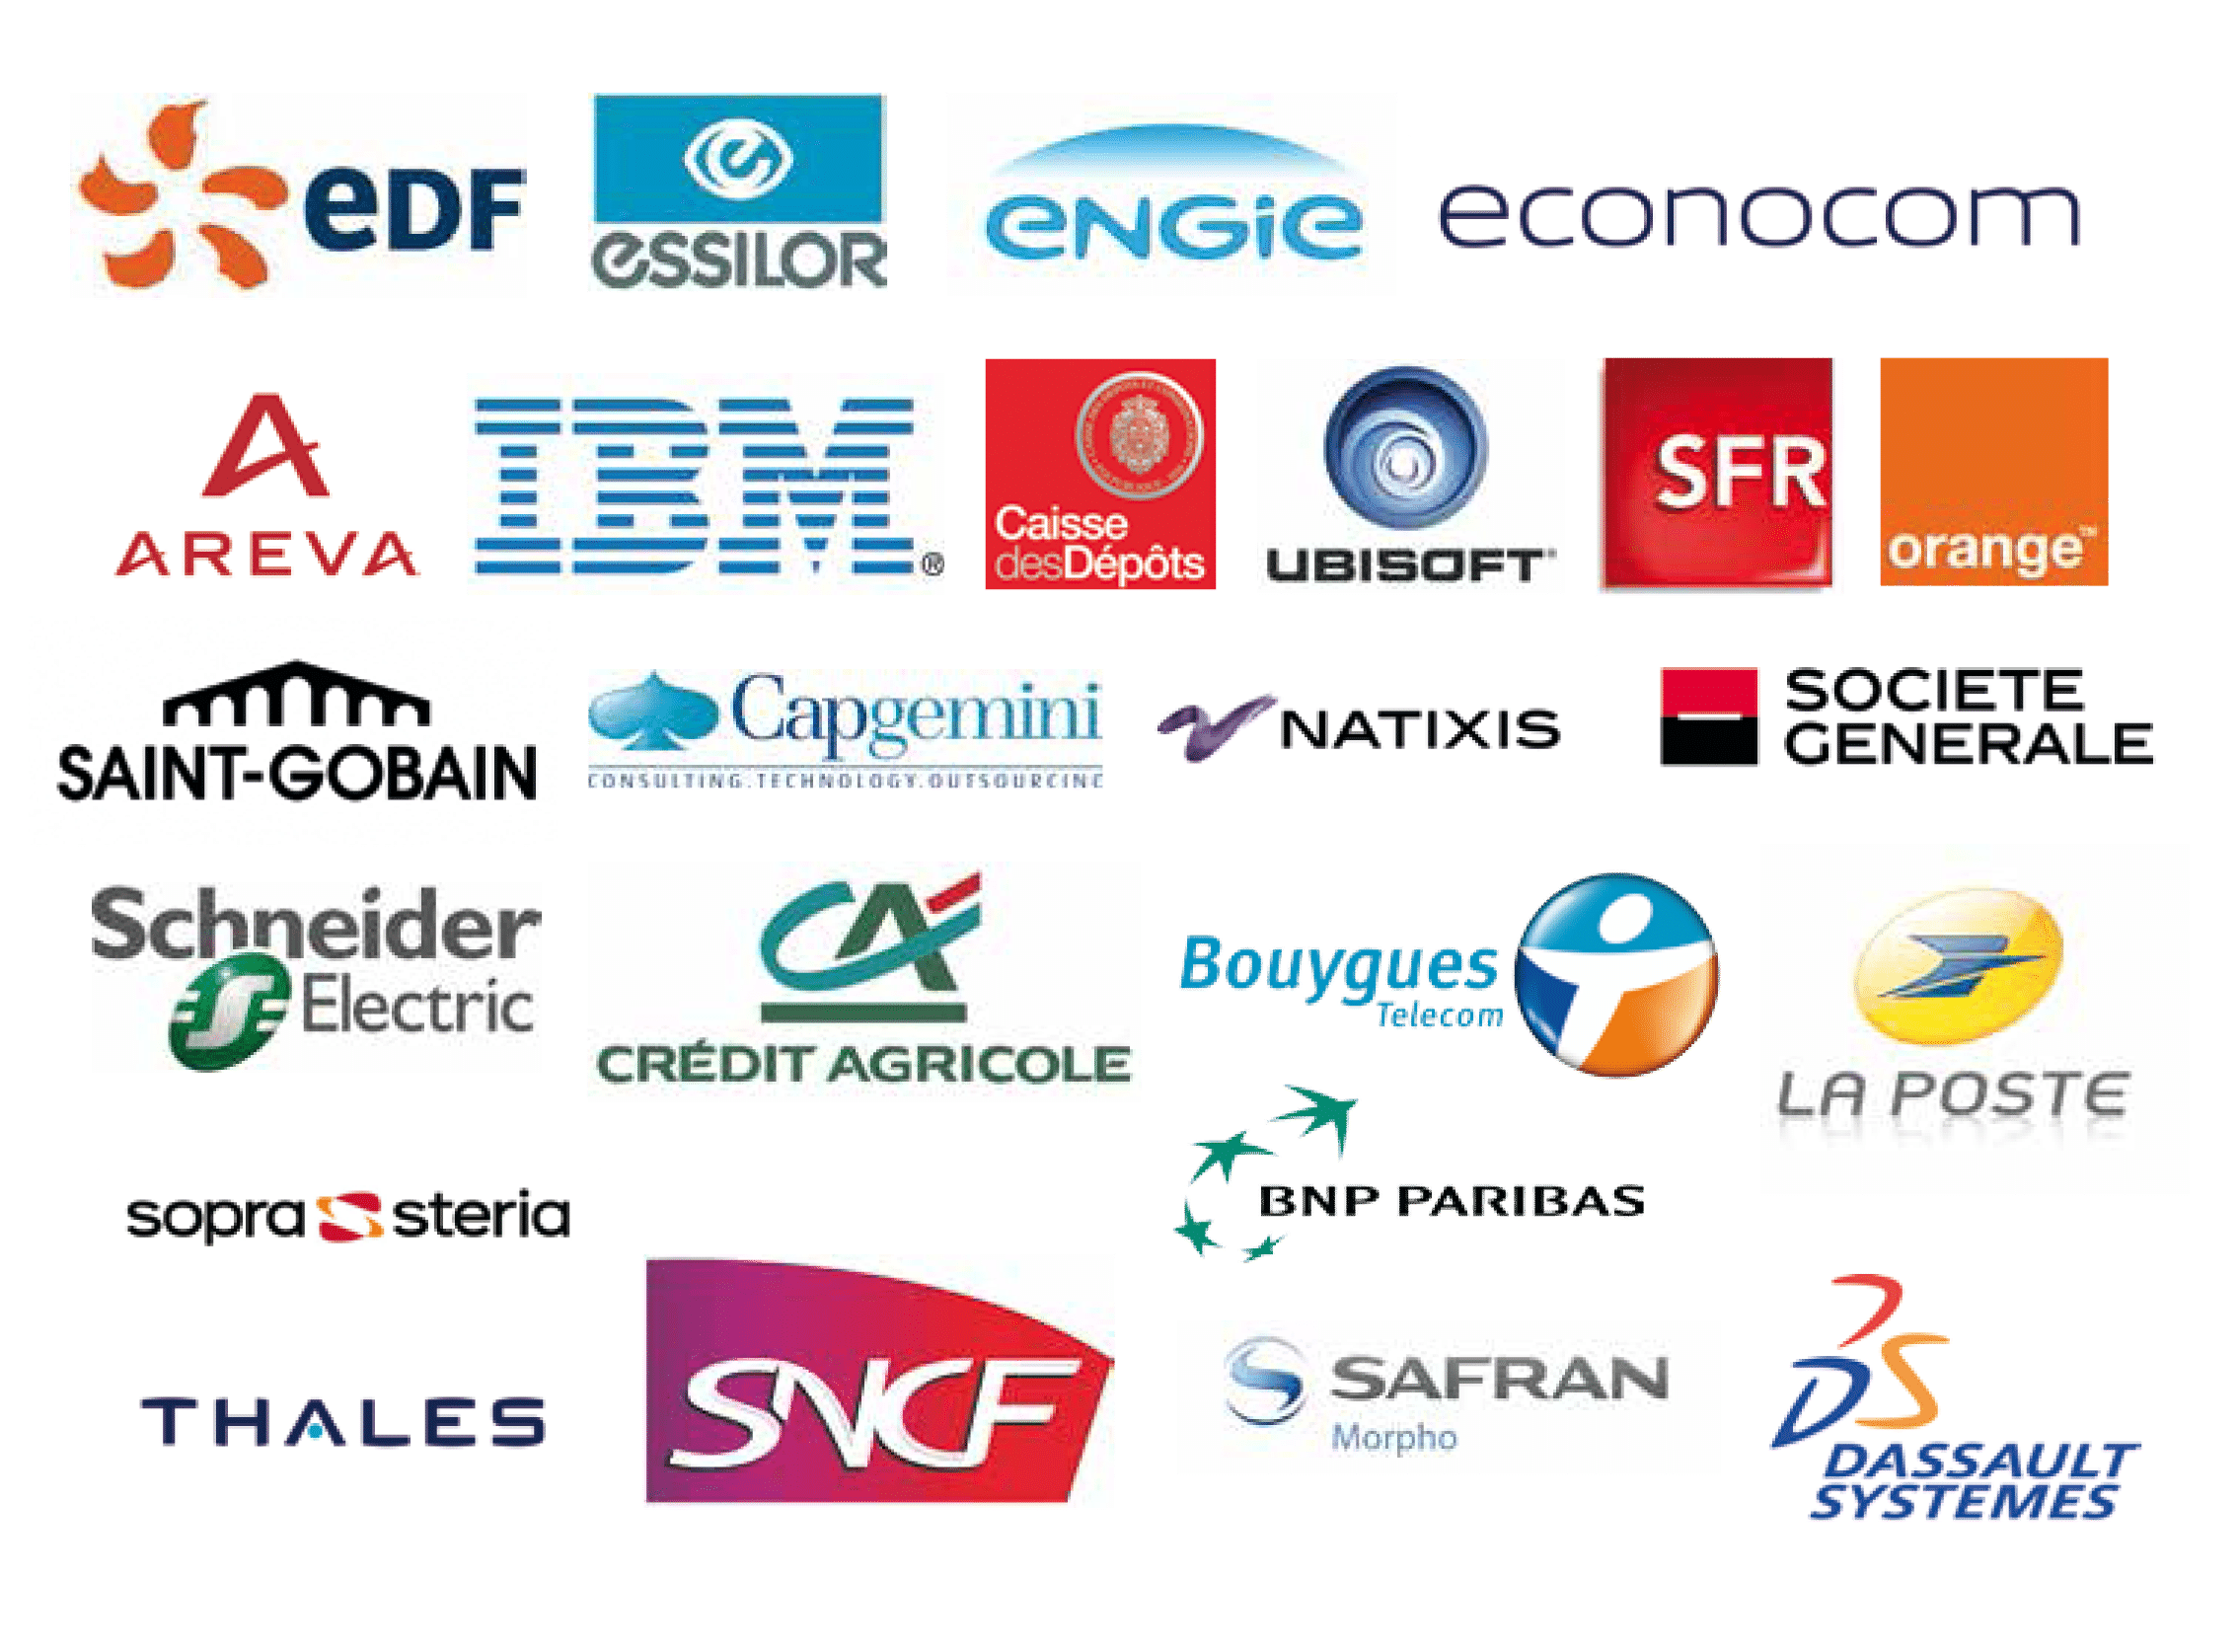 eDF
essilor
enGie
econocom
AREVA
IBM®
Caisse
desDépôts
UBISOFT
SFR
orange™
SAINT-GOBAIN
Capgemini
CONSULTING.TECHNOLOGY.OUTSOURCING
NATIXIS
SOCIETE
GENERALE
Schneider
Electric
CA
CRÉDIT AGRICOLE
Bouygues
Telecom
LA POSTE
sopra steria
BNP PARIBAS
THALES
SNCF
SAFRAN
Morpho
DASSAULT
SYSTEMES